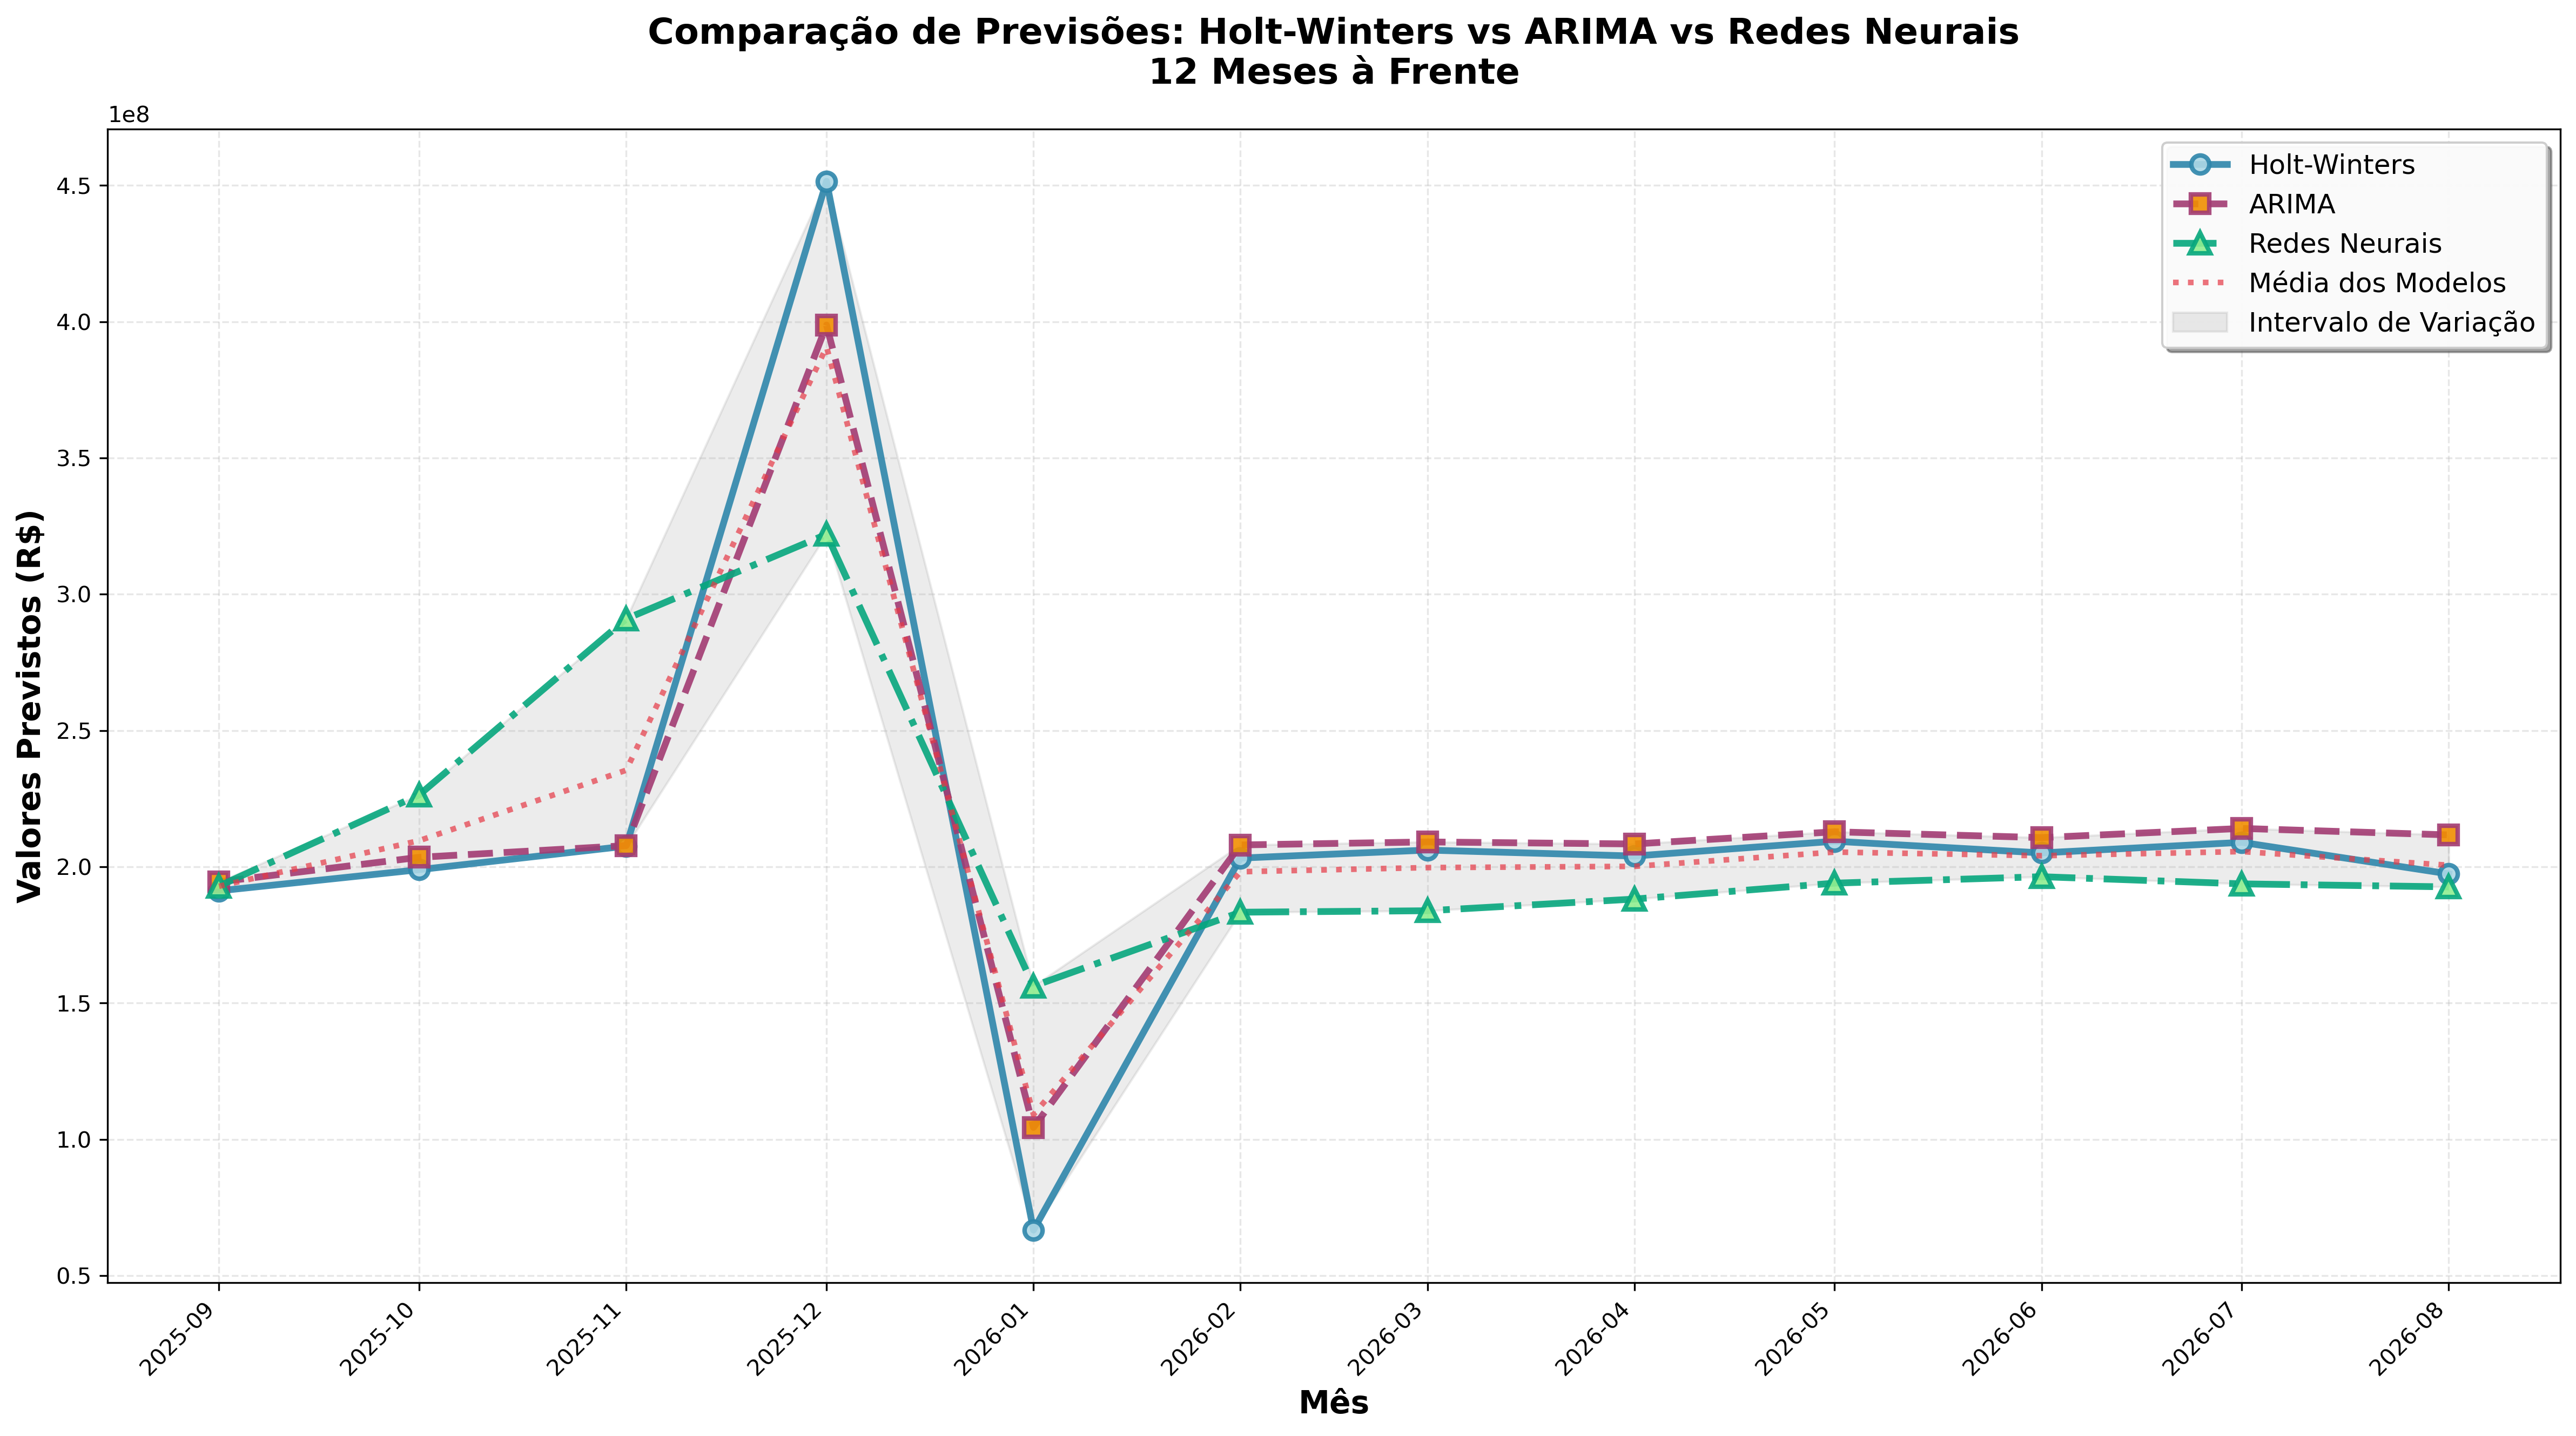 Comparação de Previsões: Holt-Winters vs ARIMA vs Redes Neurais
12 Meses à Frente
1e8
Holt-Winters
ARIMA
Redes Neurais
Média dos Modelos
Intervalo de Variação
Valores Previstos (R$)
4.5
4.0
3.5
3.0
2.5
2.0
1.5
1.0
0.5
2025-09
2025-10
2025-11
2025-12
2026-01
2026-02
2026-03
2026-04
2026-05
2026-06
2026-07
2026-08
Mês